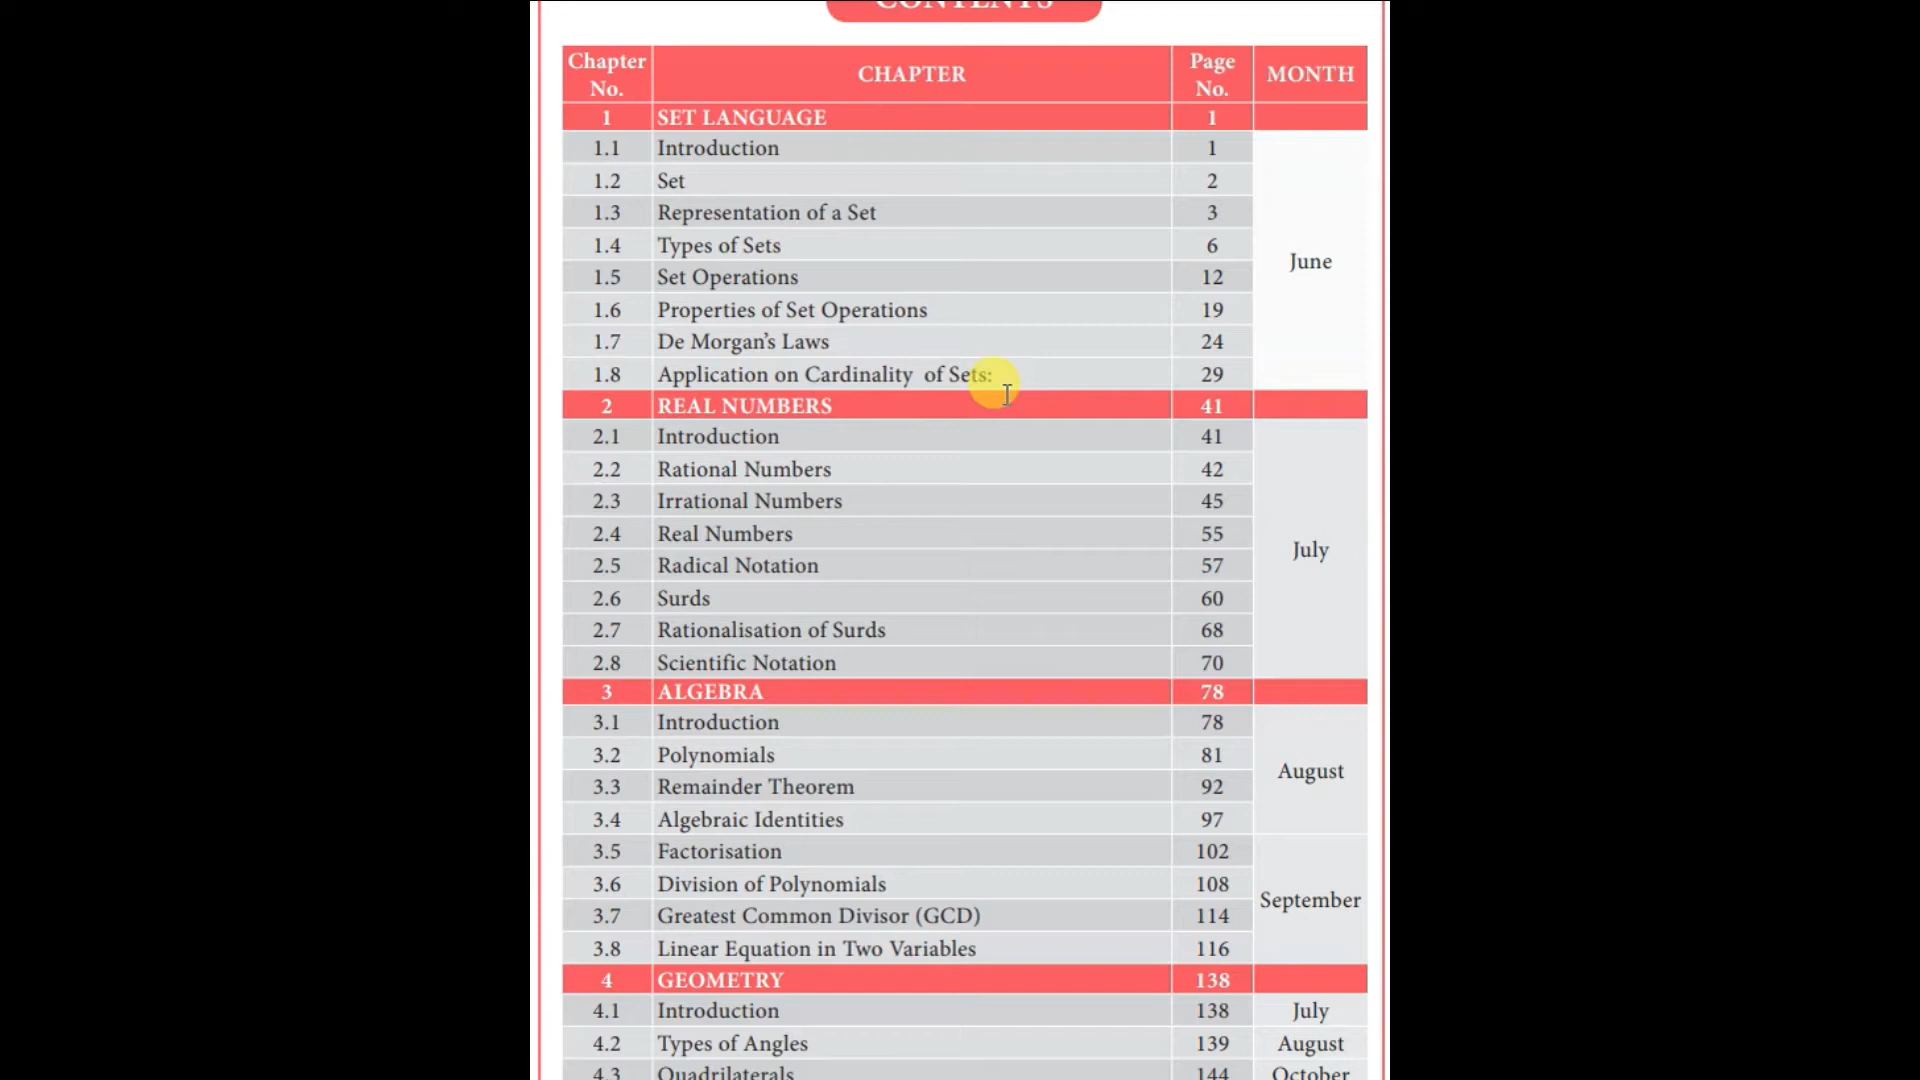 CONTENTS
Chapter No. CHAPTER Page No. MONTH
1 SET LANGUAGE 1
1.1 Introduction 1
1.2 Set 2
1.3 Representation of a Set 3
1.4 Types of Sets 6
June
1.5 Set Operations 12
1.6 Properties of Set Operations 19
1.7 De Morgan’s Laws 24
1.8 Application on Cardinality of Sets: 29
2 REAL NUMBERS 41
2.1 Introduction 41
2.2 Rational Numbers 42
2.3 Irrational Numbers 45
2.4 Real Numbers 55
July
2.5 Radical Notation 57
2.6 Surds 60
2.7 Rationalisation of Surds 68
2.8 Scientific Notation 70
3 ALGEBRA 78
3.1 Introduction 78
3.2 Polynomials 81
August
3.3 Remainder Theorem 92
3.4 Algebraic Identities 97
3.5 Factorisation 102
3.6 Division of Polynomials 108
September
3.7 Greatest Common Divisor (GCD) 114
3.8 Linear Equation in Two Variables 116
4 GEOMETRY 138
4.1 Introduction 138 July
4.2 Types of Angles 139 August
4.3 Quadrilaterals 144 October